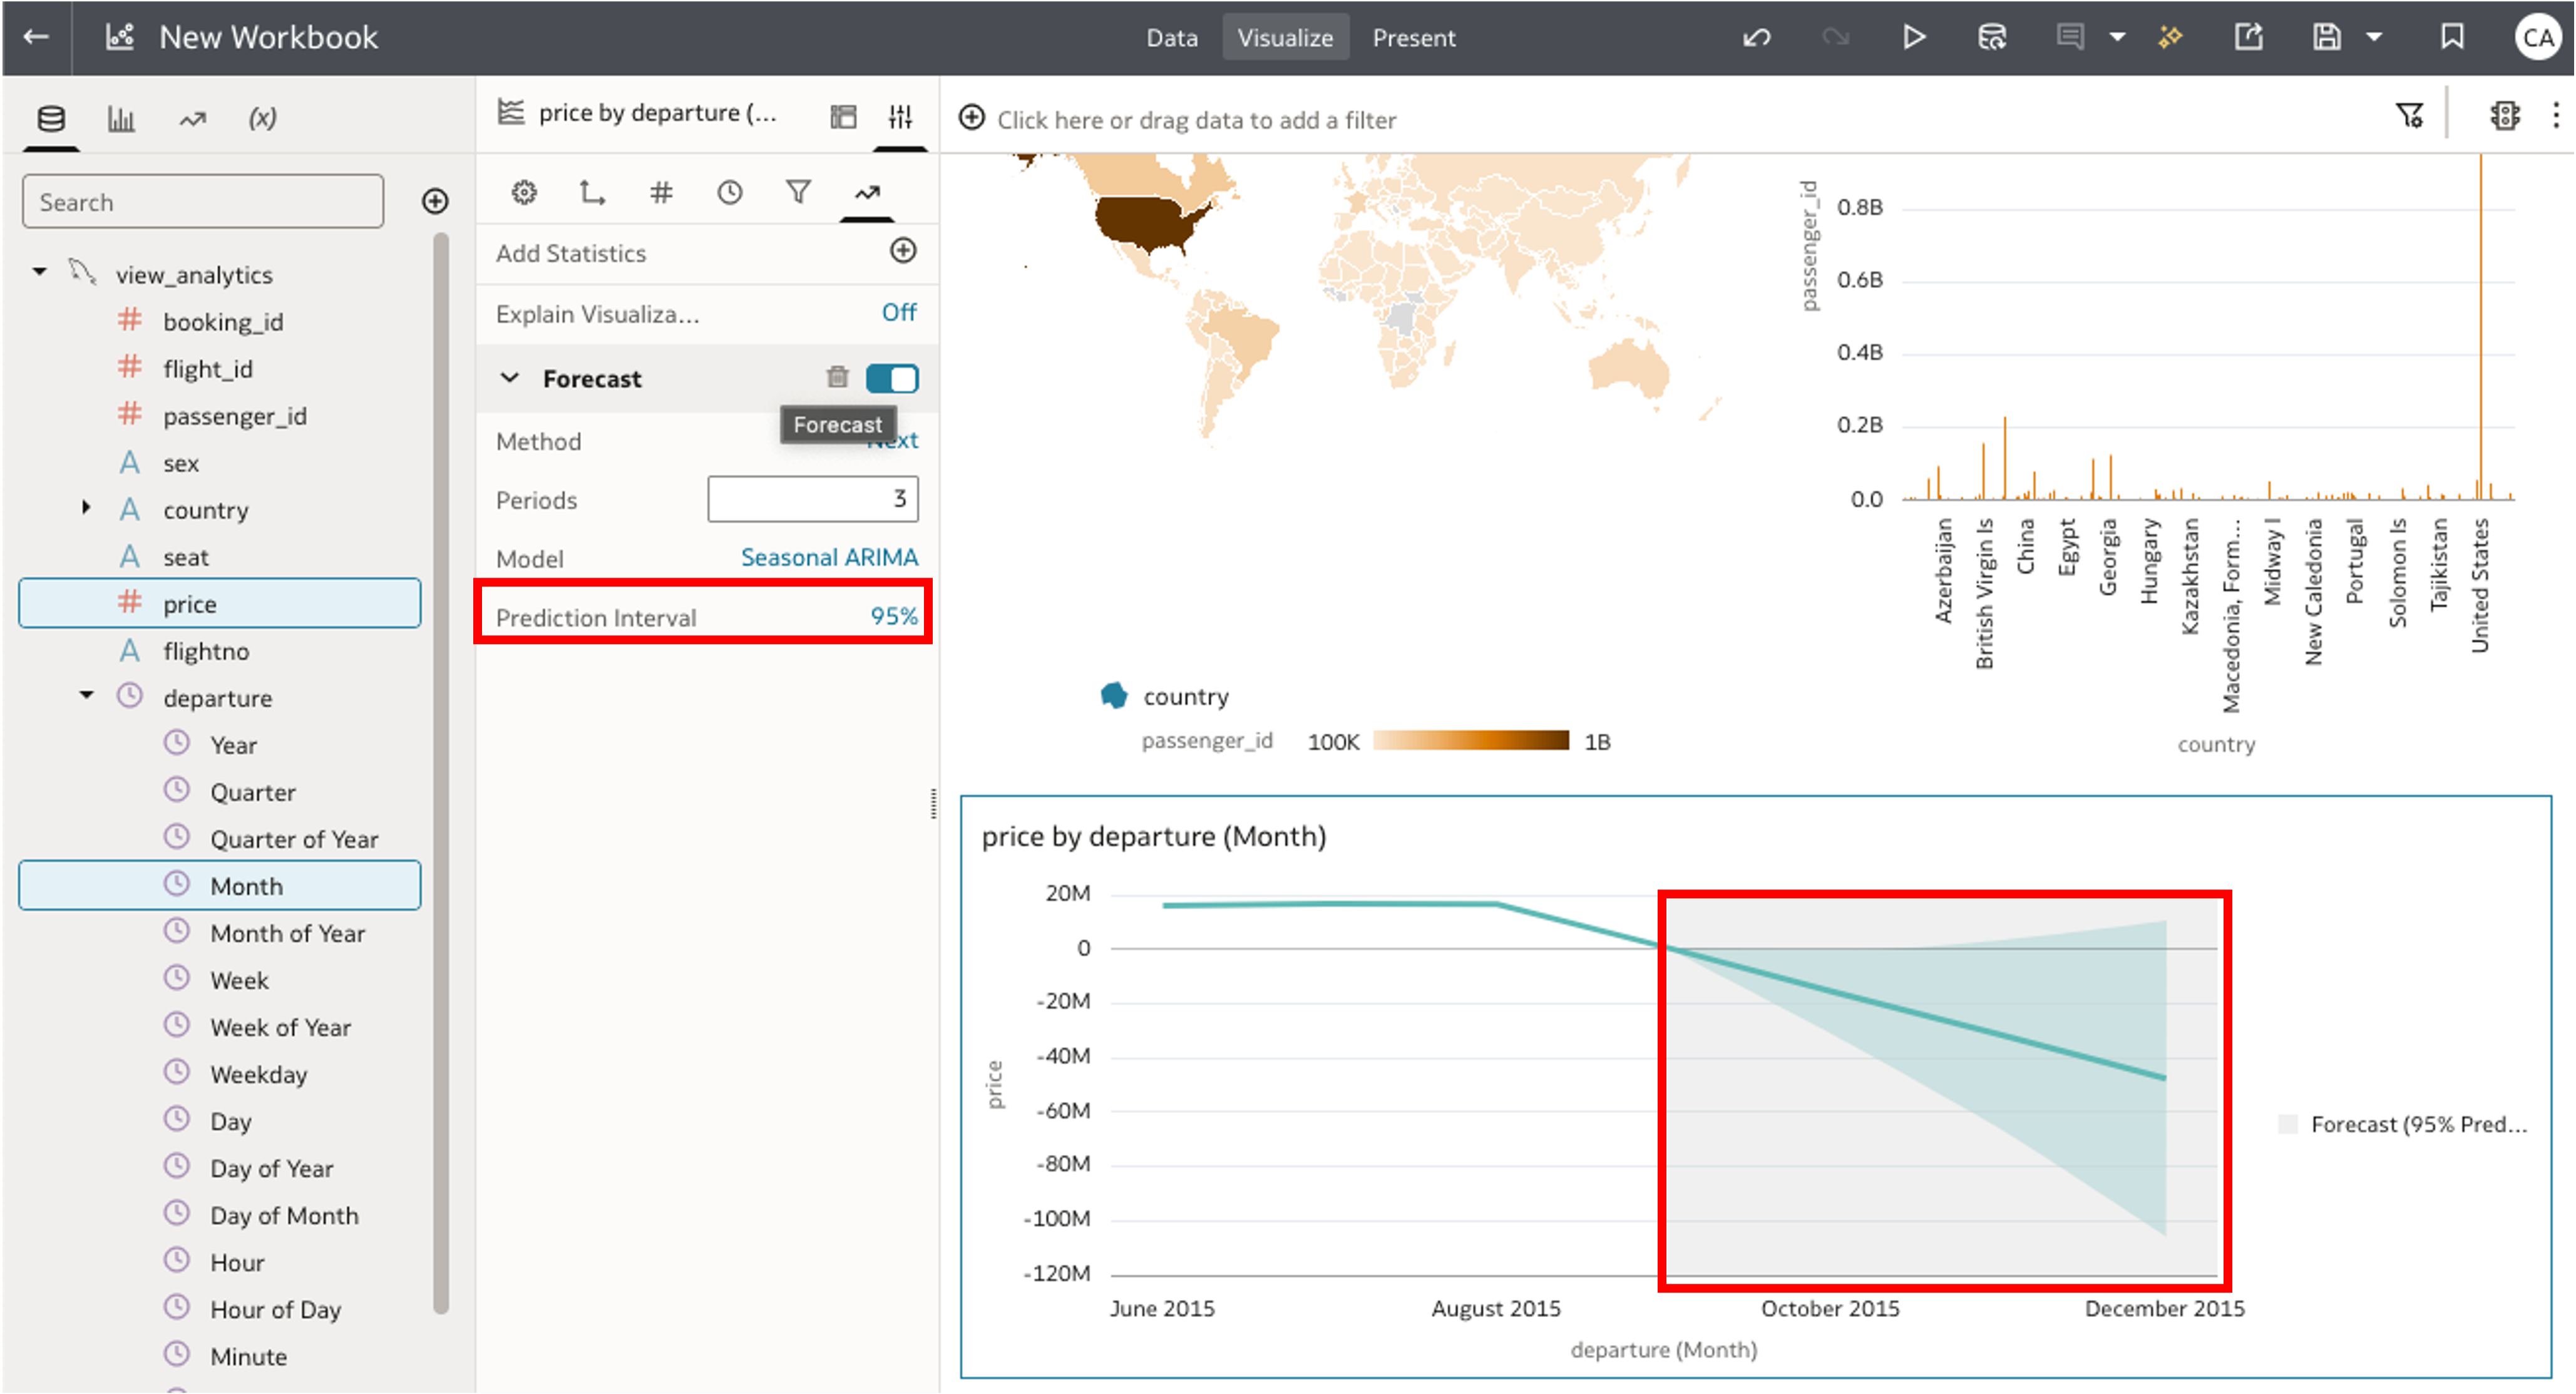 New Workbook
Data
Visualize
Present
CA
Search
view_analytics
booking_id
flight_id
passenger_id
sex
country
seat
price
flightno
departure
Year
Quarter
Quarter of Year
Month
Month of Year
Week
Week of Year
Weekday
Day
Day of Year
Day of Month
Hour
Hour of Day
Minute
price by departure (...
Add Statistics
Explain Visualiza...
Off
Forecast
Forecast
Method
Next
Periods
3
Model
Seasonal ARIMA
Prediction Interval
95%
Click here or drag data to add a filter
country
passenger_id
100K
1B
passenger_id
0.8B
0.6B
0.4B
0.2B
0.0
Azerbaijan
British Virgin Is
China
Egypt
Georgia
Hungary
Kazakhstan
Macedonia, Form...
Midway I
New Caledonia
Portugal
Solomon Is
Tajikistan
United States
country
price by departure (Month)
price
20M
0
-20M
-40M
-60M
-80M
-100M
-120M
June 2015
August 2015
October 2015
December 2015
departure (Month)
Forecast (95% Pred...